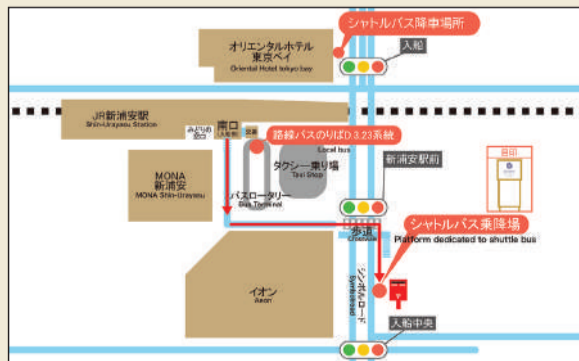 シャトルバス降車場所
オリエンタルホテル
東京ベイ
Oriental Hotel tokyo bay
入船
JR新浦安駅
Shin-Urayasu Station
みどりの
窓口
南口
路線バスのりばD.3.23系統
Local bus
目印
タクシー乗り場
Taxi Shop
新浦安駅前
MONA
新浦安
MONA Shin-Urayasu
バスロータリー
Bus Terminal
シャトルバス乗降場
歩道
Platform dedicated to shuttle bus
イオン
Aeon
シンボルロード
入船中央